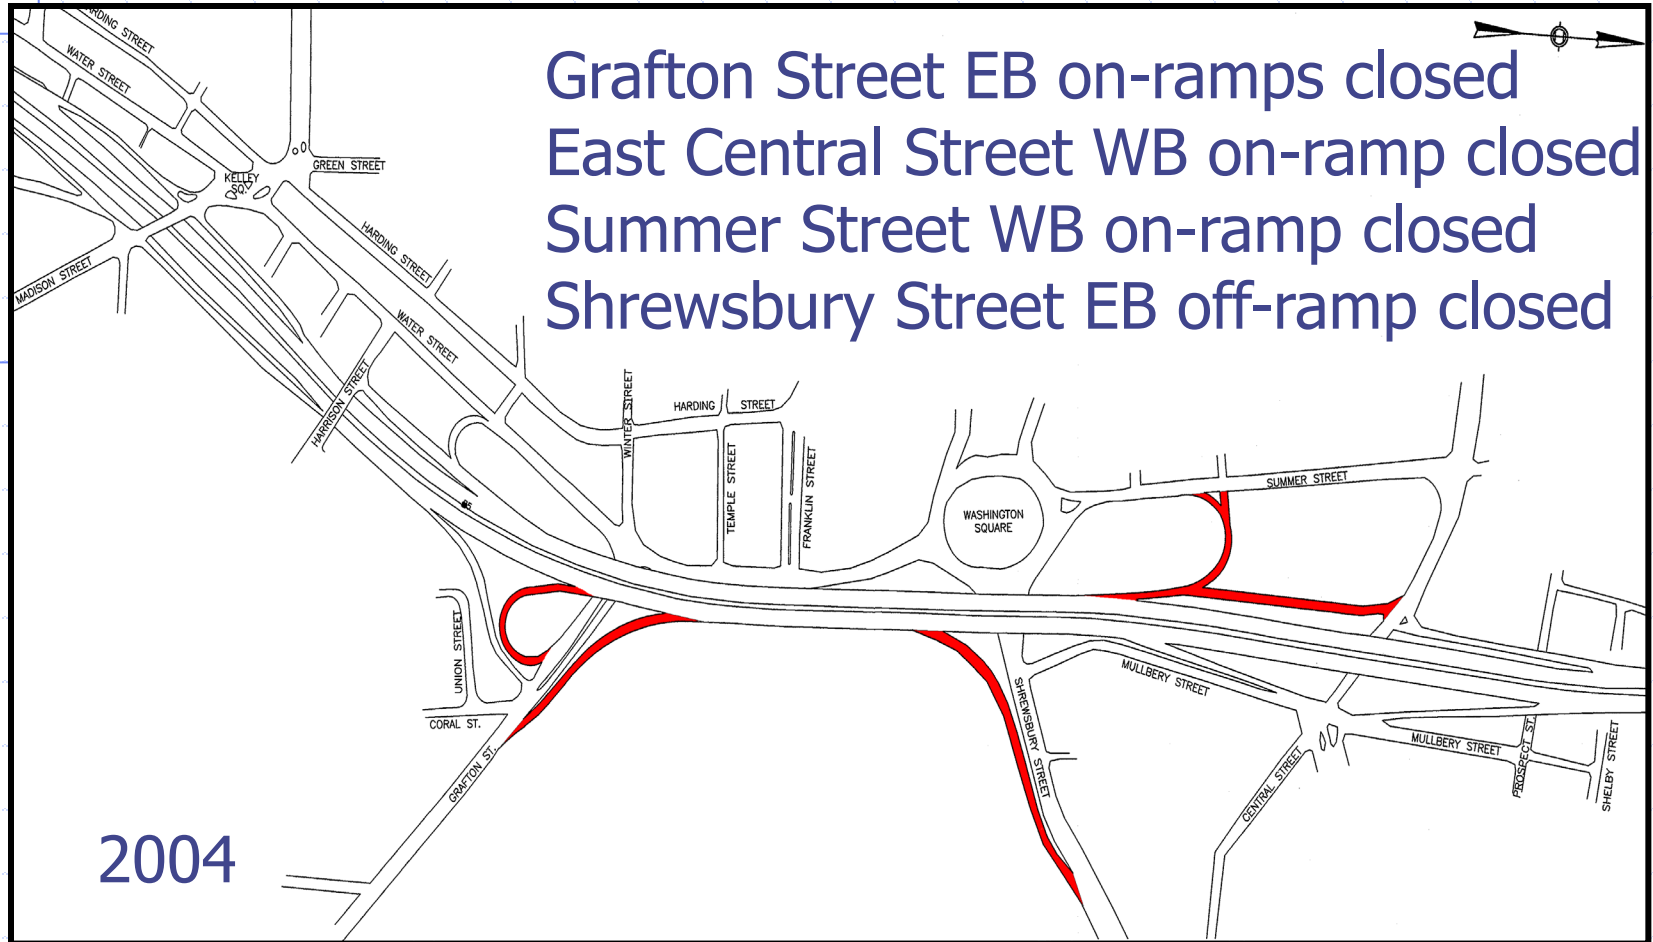 Grafton Street EB on-ramps closed
East Central Street WB on-ramp closed
Summer Street WB on-ramp closed
Shrewsbury Street EB off-ramp closed
WATER STREET
GREEN STREET
KELLEY
SQ.
HARDING STREET
MADISON STREET
WATER STREET
HARRISON STREET
WINTER STREET
HARDING STREET
TEMPLE STREET
FRANKLIN STREET
WASHINGTON
SQUARE
SUMMER STREET
UNION STREET
CORAL ST.
GRAFTON ST.
SHREWSBURY STREET
MULLBERY STREET
CENTRAL STREET
MULLBERY STREET
PROSPECT ST.
SHELBY STREET
2004